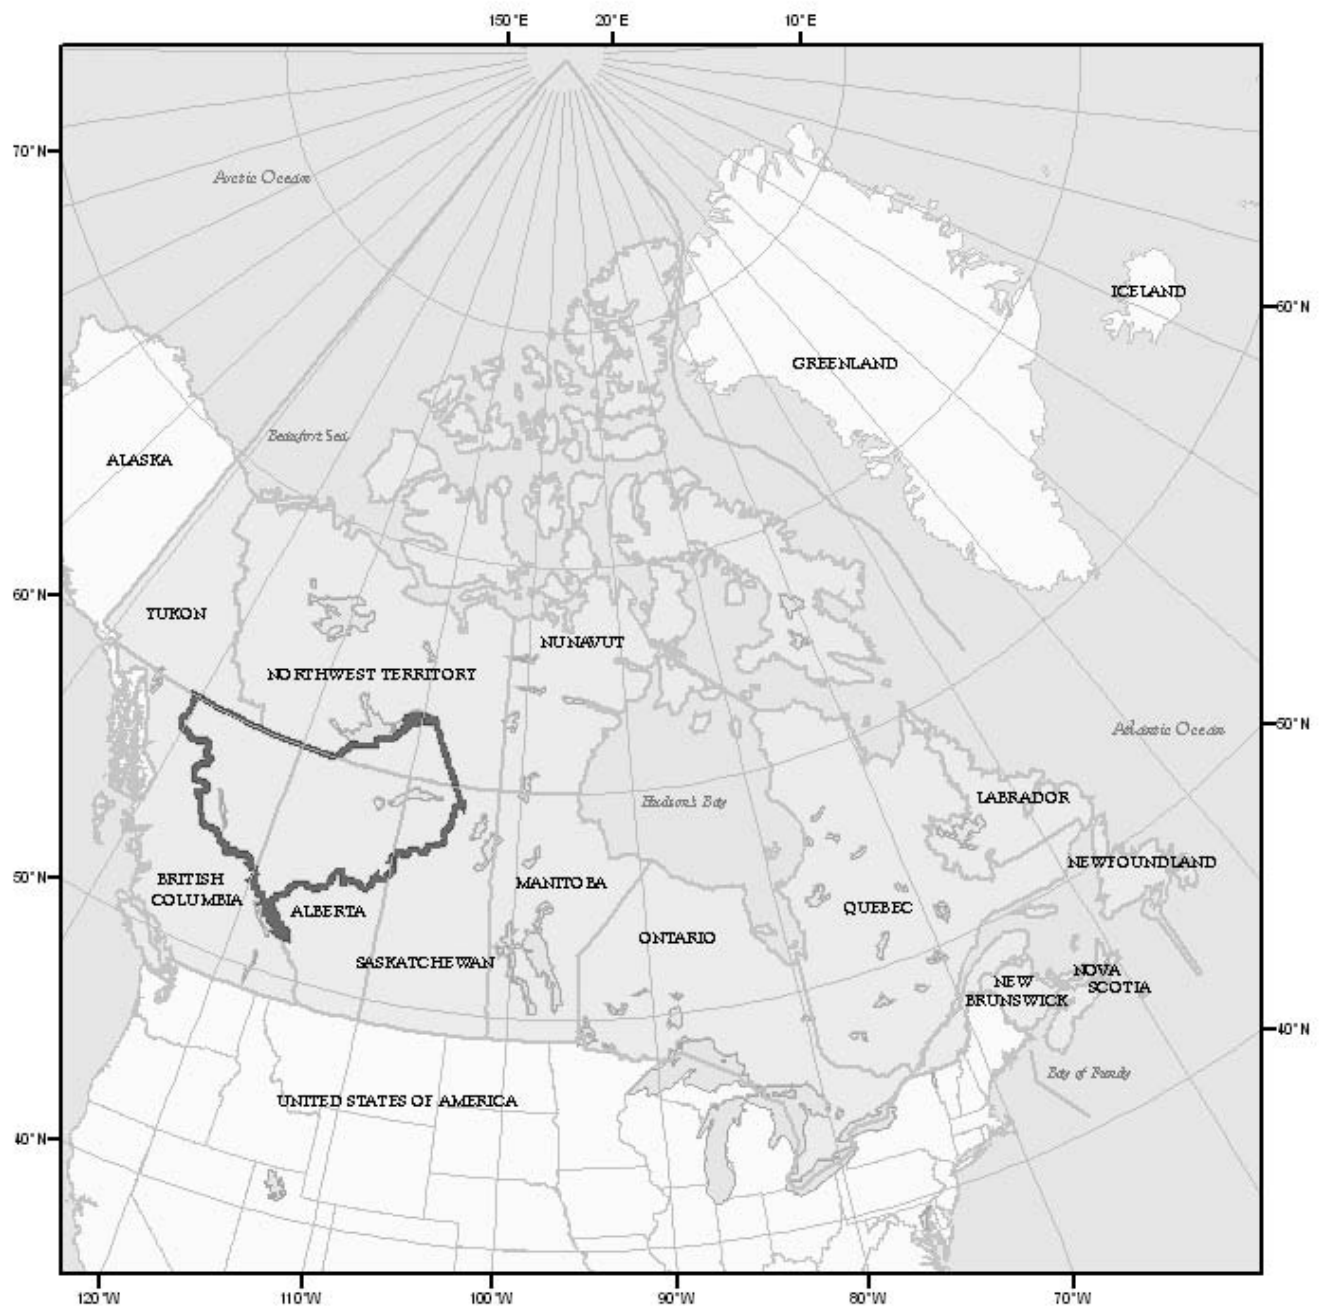 150°E 20°E 10°E
70°N
Arctic Ocean
ICELAND
60°N
GREENLAND
Beaufort Sea
ALASKA
60°N
YUKON
NUNAVUT
NORTHWEST TERRITORY
50°N
Atlantic Ocean
LABRADOR
Hudson's Bay
NEWFOUNDLAND
50°N
BRITISH
COLUMBIA
MANITOBA
ALBERTA
QUEBEC
ONTARIO
SASKATCHEWAN
NOVA
SCOTIA
NEW
BRUNSWICK
40°N
Bay of Fundy
UNITED STATES OF AMERICA
40°N
120°W 110°W 100°W 90°W 80°W 70°W